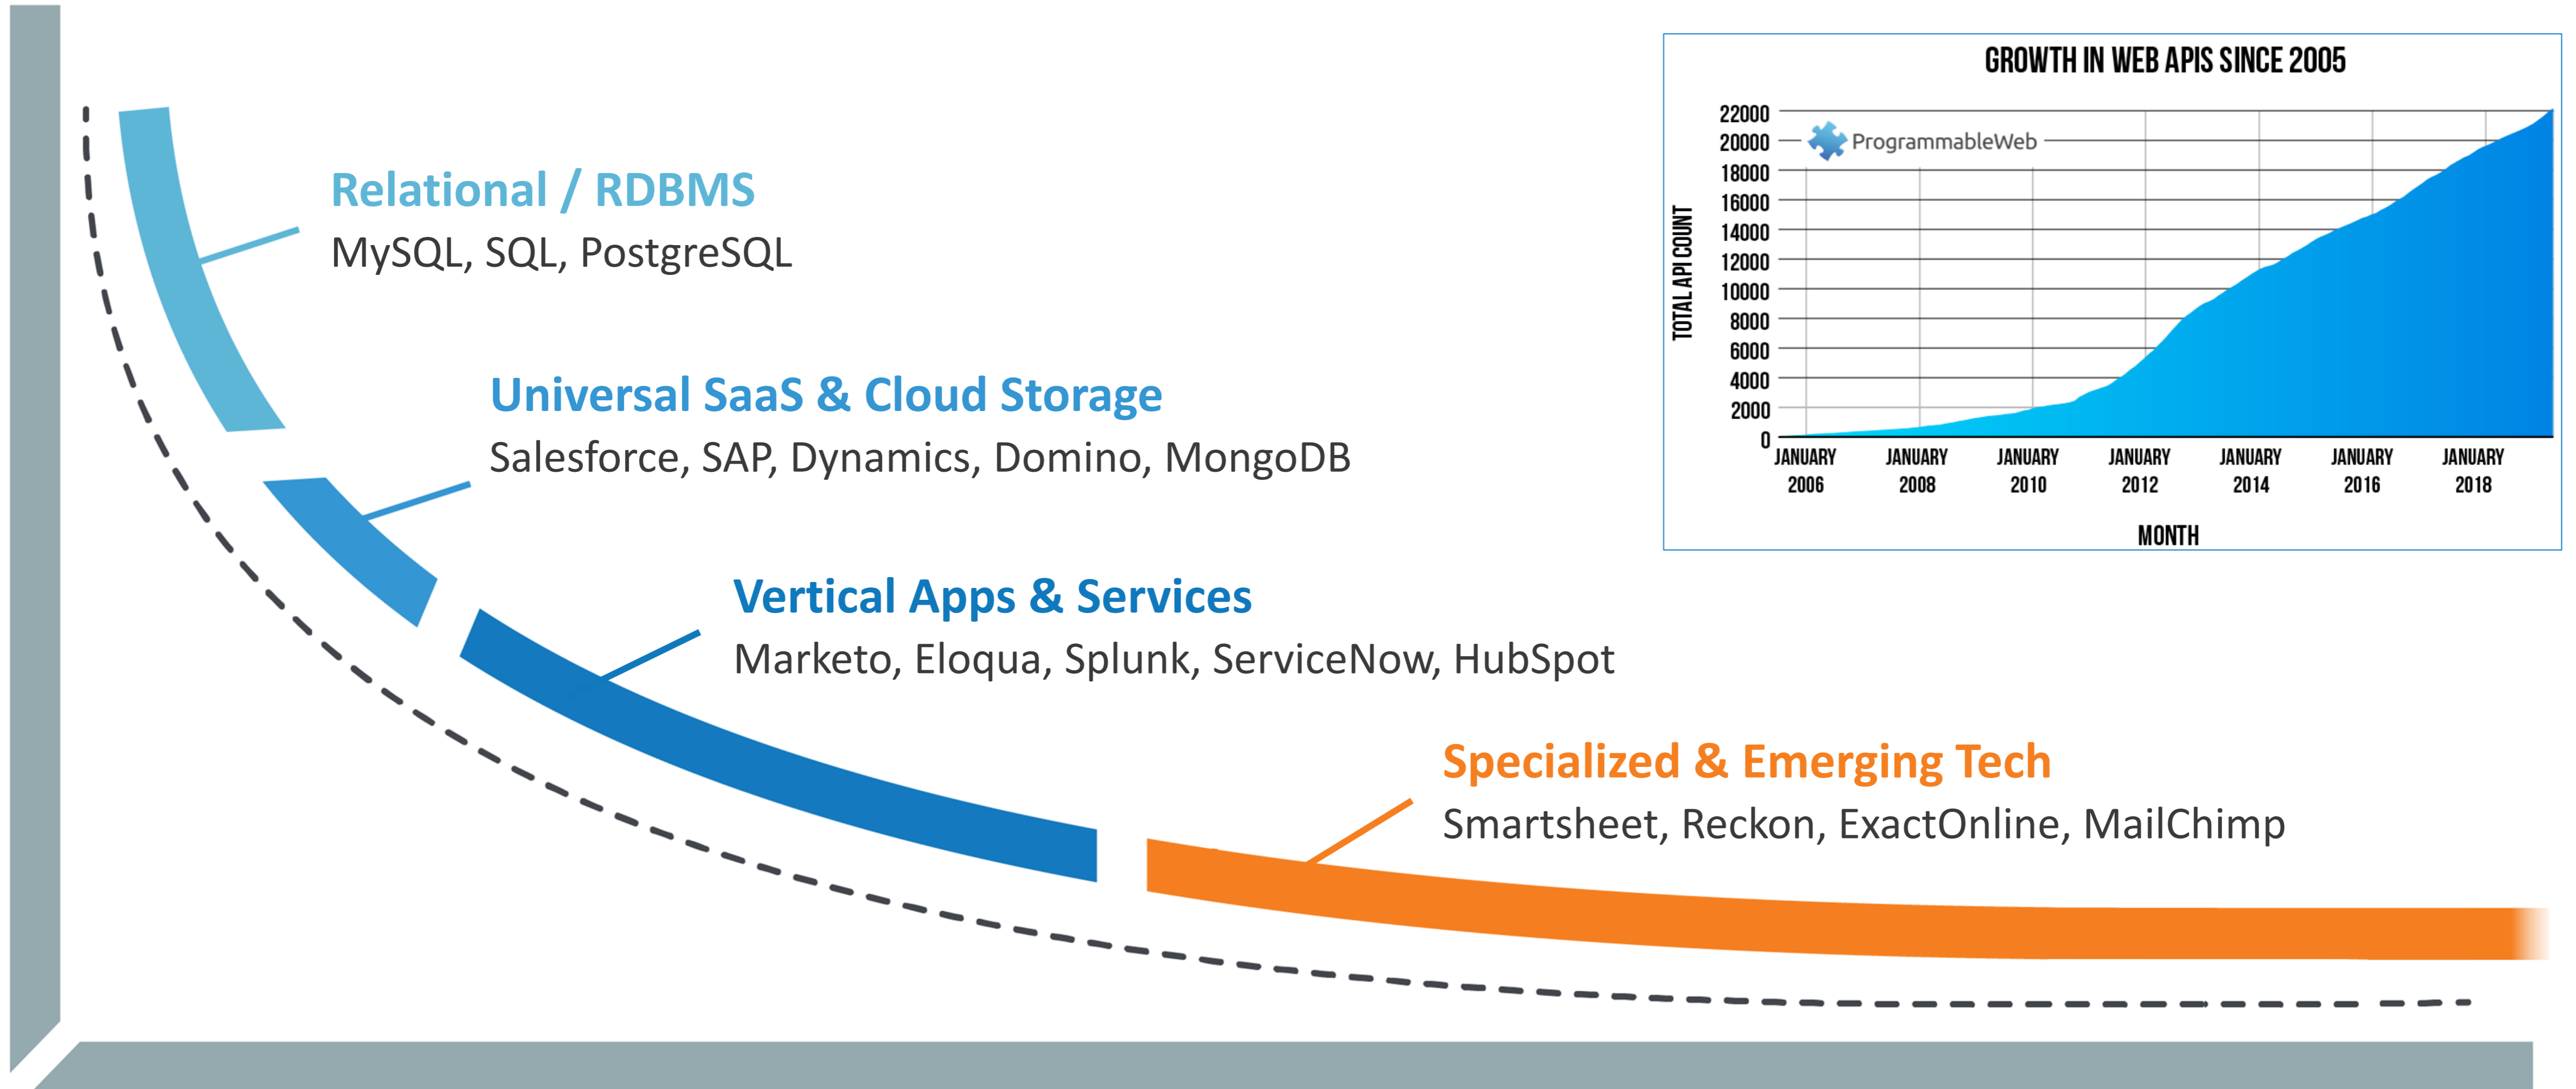 Relational / RDBMS
MySQL, SQL, PostgreSQL
Universal SaaS & Cloud Storage
Salesforce, SAP, Dynamics, Domino, MongoDB
Vertical Apps & Services
Marketo, Eloqua, Splunk, ServiceNow, HubSpot
Specialized & Emerging Tech
Smartsheet, Reckon, ExactOnline, MailChimp
GROWTH IN WEB APIS SINCE 2005
ProgrammableWeb
TOTAL API COUNT
22000
20000
18000
16000
14000
12000
10000
8000
6000
4000
2000
0
JANUARY JANUARY JANUARY JANUARY JANUARY JANUARY JANUARY
2006 2008 2010 2012 2014 2016 2018
MONTH